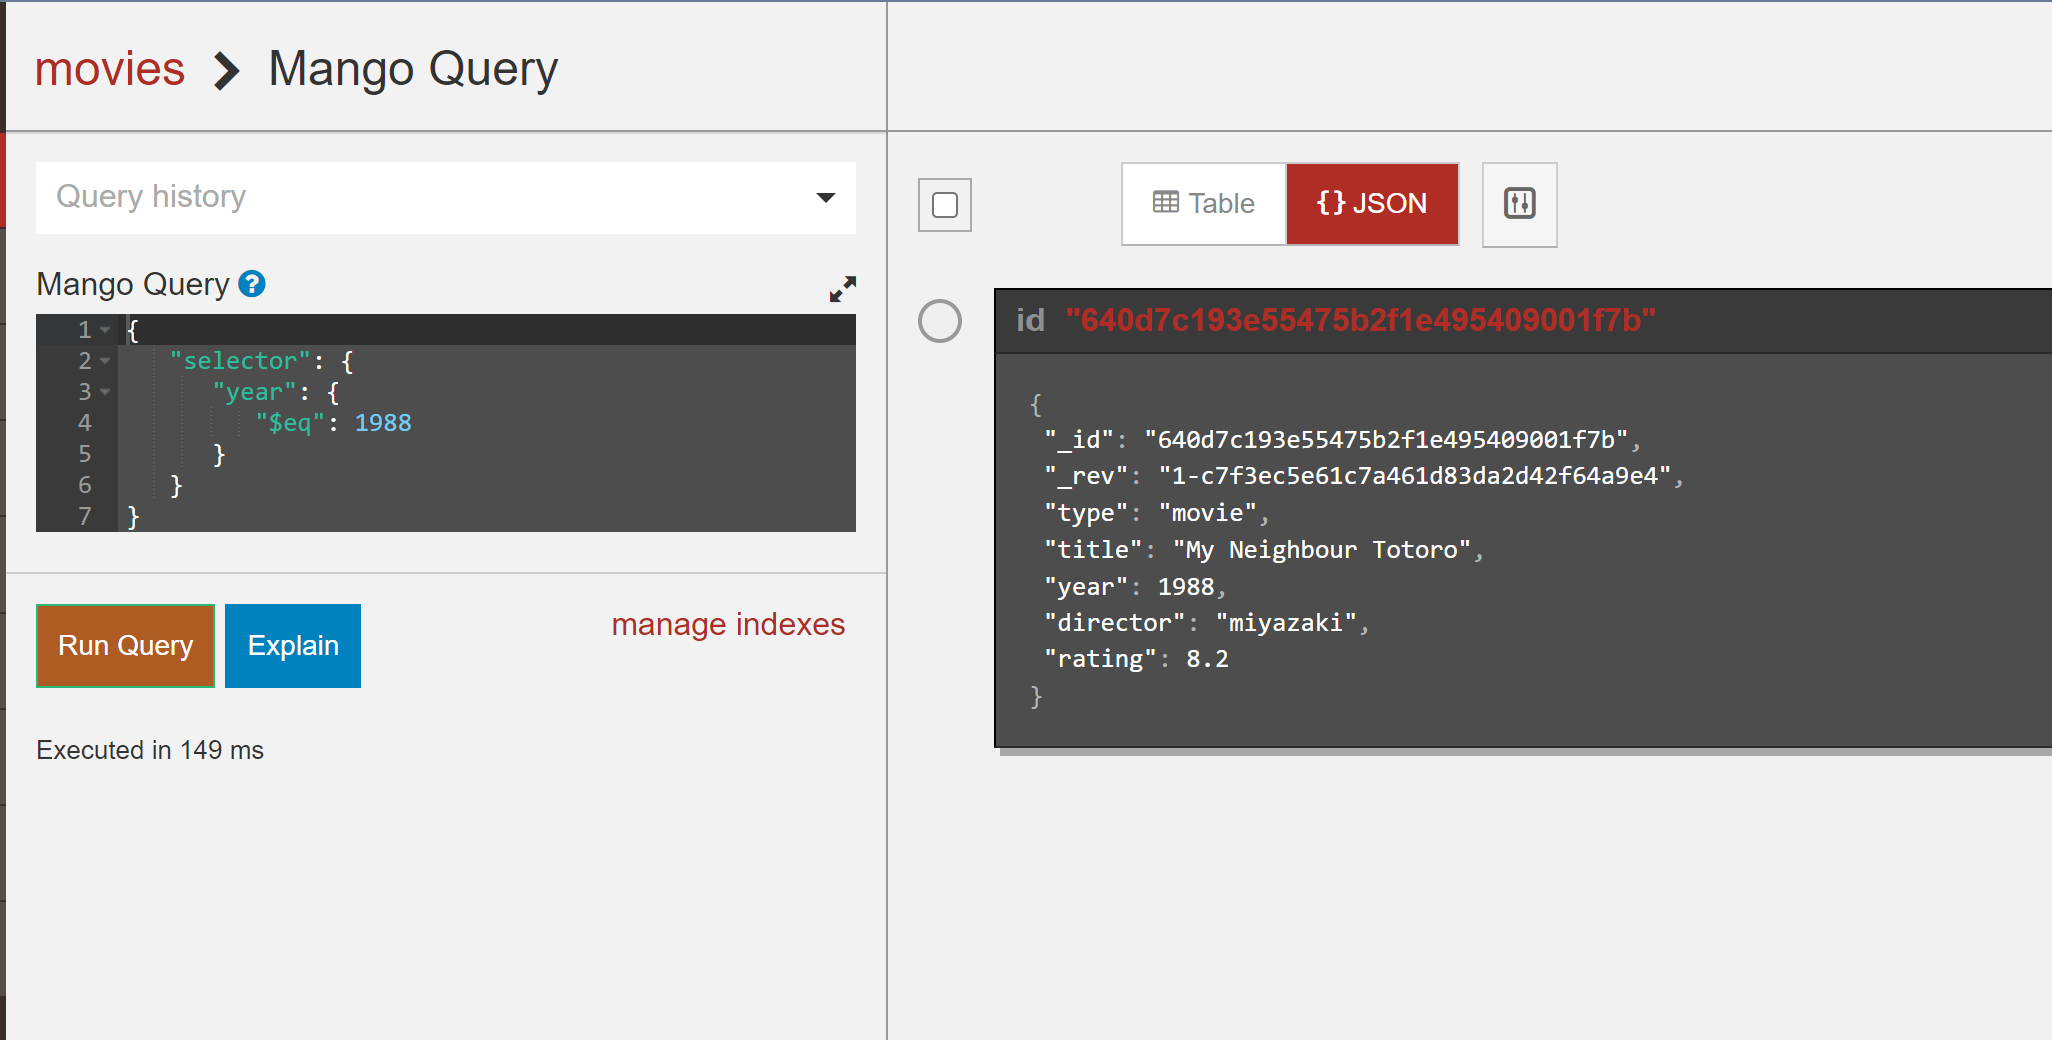 movies Mango Query
Query history
Mango Query ?
1 {
2 "selector": {
3 "year": {
4 "$eq": 1988
5 }
6 }
7 }
Run Query Explain manage indexes
Executed in 149 ms
Table {} JSON
id "640d7c193e55475b2f1e495409001f7b"
{
"_id": "640d7c193e55475b2f1e495409001f7b",
"_rev": "1-c7f3ec5e61c7a461d83da2d42f64a9e4",
"type": "movie",
"title": "My Neighbour Totoro",
"year": 1988,
"director": "miyazaki",
"rating": 8.2
}